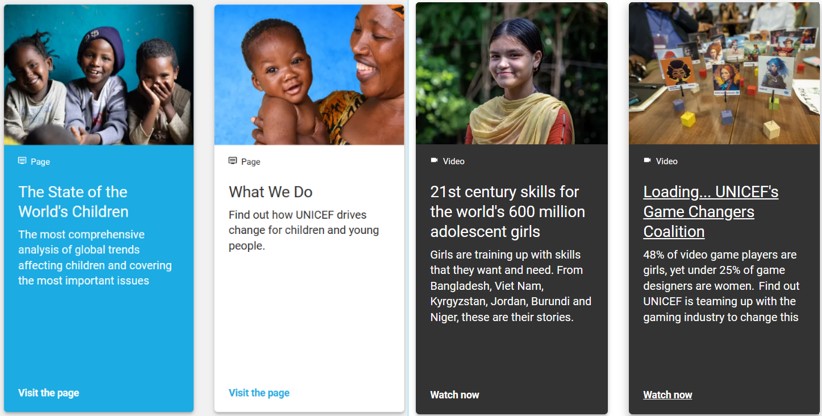 Page
The State of the
World's Children
The most comprehensive
analysis of global trends
affecting children and covering
the most important issues
Visit the page
Page
What We Do
Find out how UNICEF drives
change for children and young
people.
Visit the page
Video
21st century skills for
the world's 600 million
adolescent girls
Girls are training up with skills
that they want and need. From
Bangladesh, Viet Nam,
Kyrgyzstan, Jordan, Burundi and
Niger, these are their stories.
Watch now
Video
Loading... UNICEF's
Game Changers
Coalition
48% of video game players are
girls, yet under 25% of game
designers are women. Find out
UNICEF is teaming up with the
gaming industry to change this
Watch now